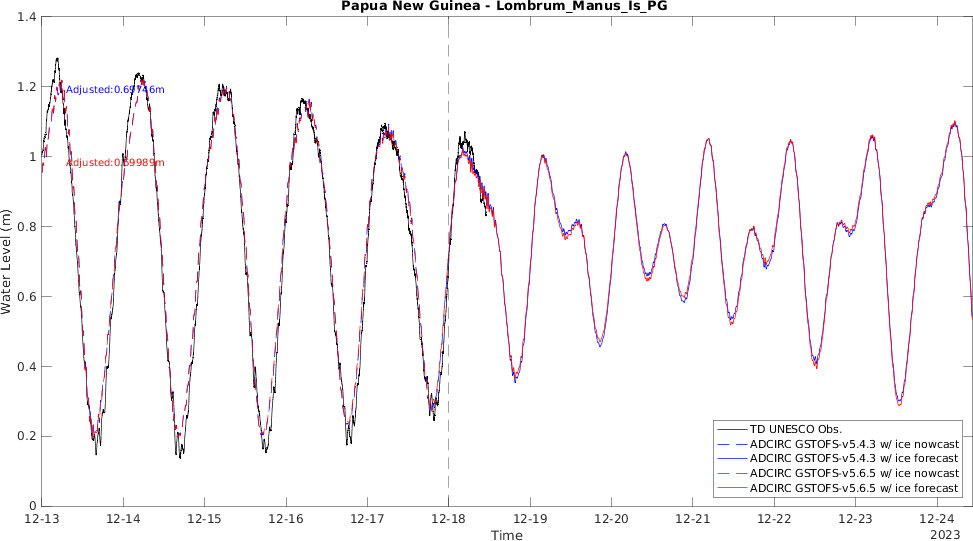 Papua New Guinea - Lombrum_Manus_Is_PG
Water Level (m)
1.4
1.2
1
0.8
0.6
0.4
0.2
0
Adjusted:0.69746m
Adjusted:0.69989m
TD UNESCO Obs.
ADCIRC GSTOFS-v5.4.3 w/ ice nowcast
ADCIRC GSTOFS-v5.4.3 w/ ice forecast
ADCIRC GSTOFS-v5.6.5 w/ ice nowcast
ADCIRC GSTOFS-v5.6.5 w/ ice forecast
12-13 12-14 12-15 12-16 12-17 12-18 12-19 12-20 12-21 12-22 12-23 12-24
2023
Time